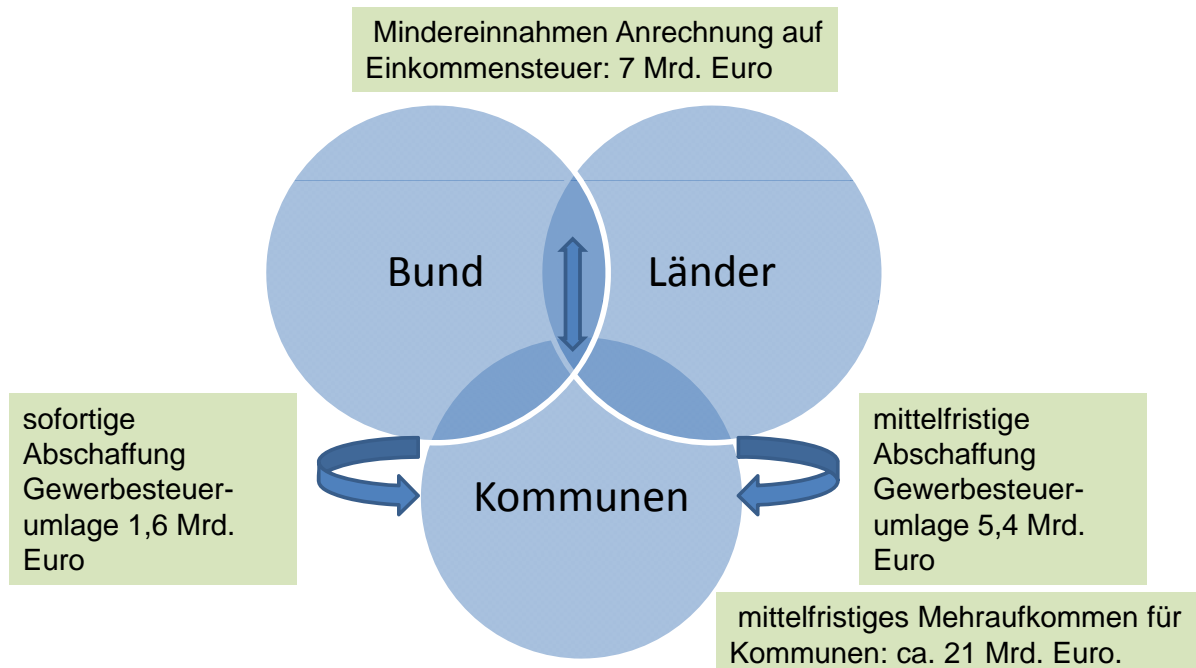 Mindereinnahmen Anrechnung auf
Einkommensteuer: 7 Mrd. Euro
Bund
Länder
sofortige
Abschaffung
Gewerbesteuer-
umlage 1,6 Mrd.
Euro
Kommunen
mittelfristige
Abschaffung
Gewerbesteuer-
umlage 5,4 Mrd.
Euro
mittelfristiges Mehraufkommen für
Kommunen: ca. 21 Mrd. Euro.